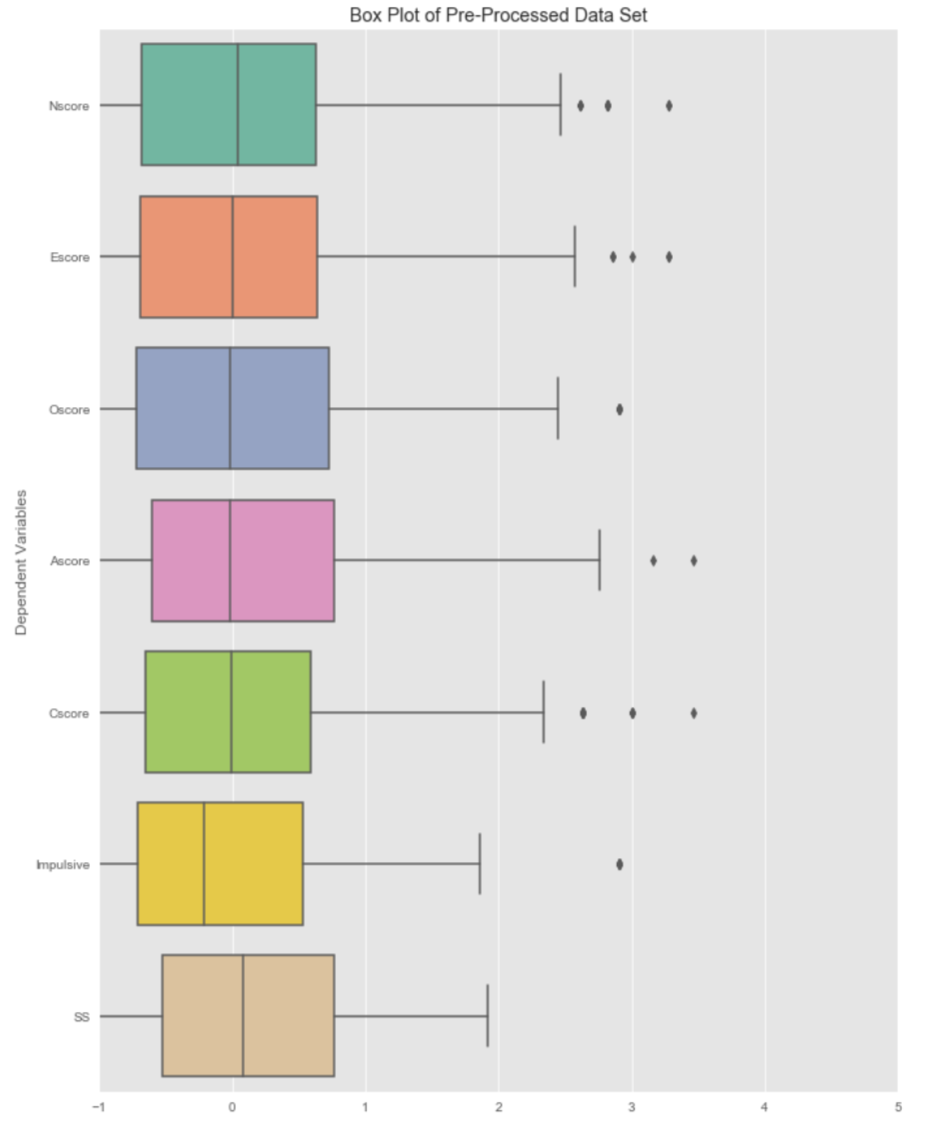 Box Plot of Pre-Processed Data Set
Nscore
Escore
Oscore
Ascore
Dependent Variables
Cscore
Impulsive
SS
−1 0 1 2 3 4 5